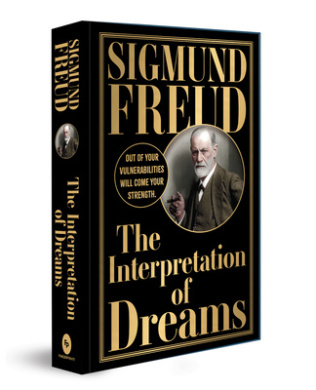 SIGMUND
FREUD
The Interpretation
of Dreams
SIGMUND
FREUD
OUT OF YOUR
VULNERABILITIES
WILL COME YOUR
STRENGTH.
The
Interpretation
of
Dreams